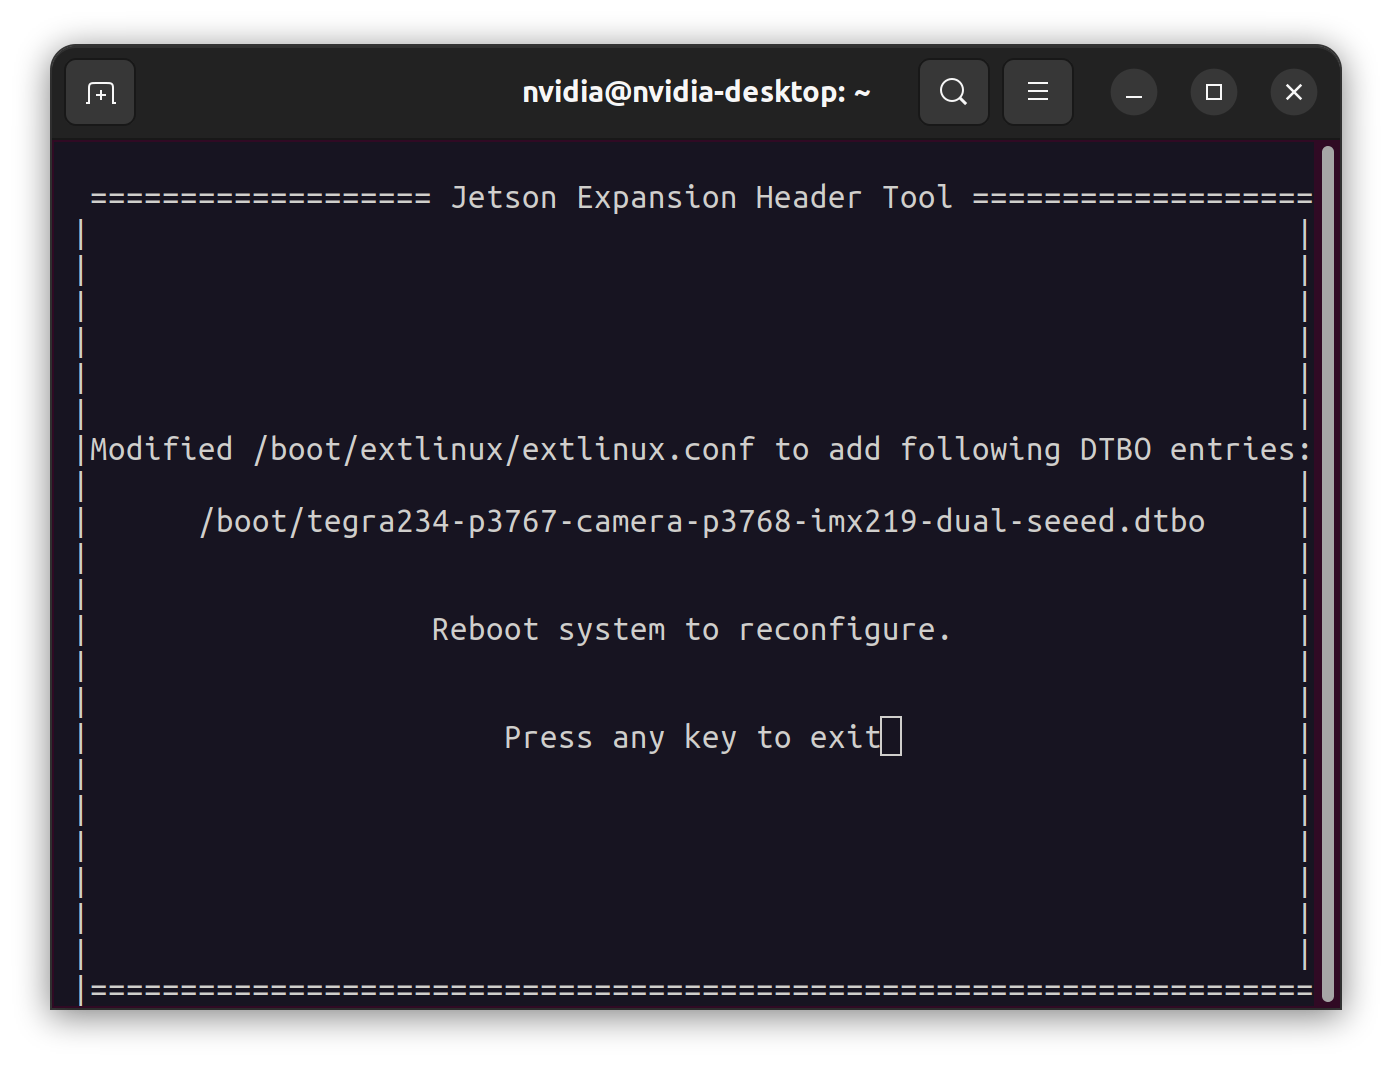 nvidia@nvidia-desktop: ~
=================== Jetson Expansion Header Tool ===================
Modified /boot/extlinux/extlinux.conf to add following DTBO entries:
/boot/tegra234-p3767-camera-p3768-imx219-dual-seeed.dtbo
Reboot system to reconfigure.
Press any key to exit
====================================================================